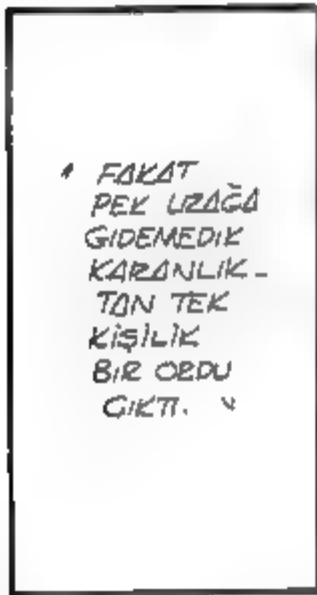 " FAKAT
PEK UZAĞA
GİDEMEDİK
KARANLIK-
TAN TEK
KİŞİLİK
BİR ORDU
ÇIKTI. "